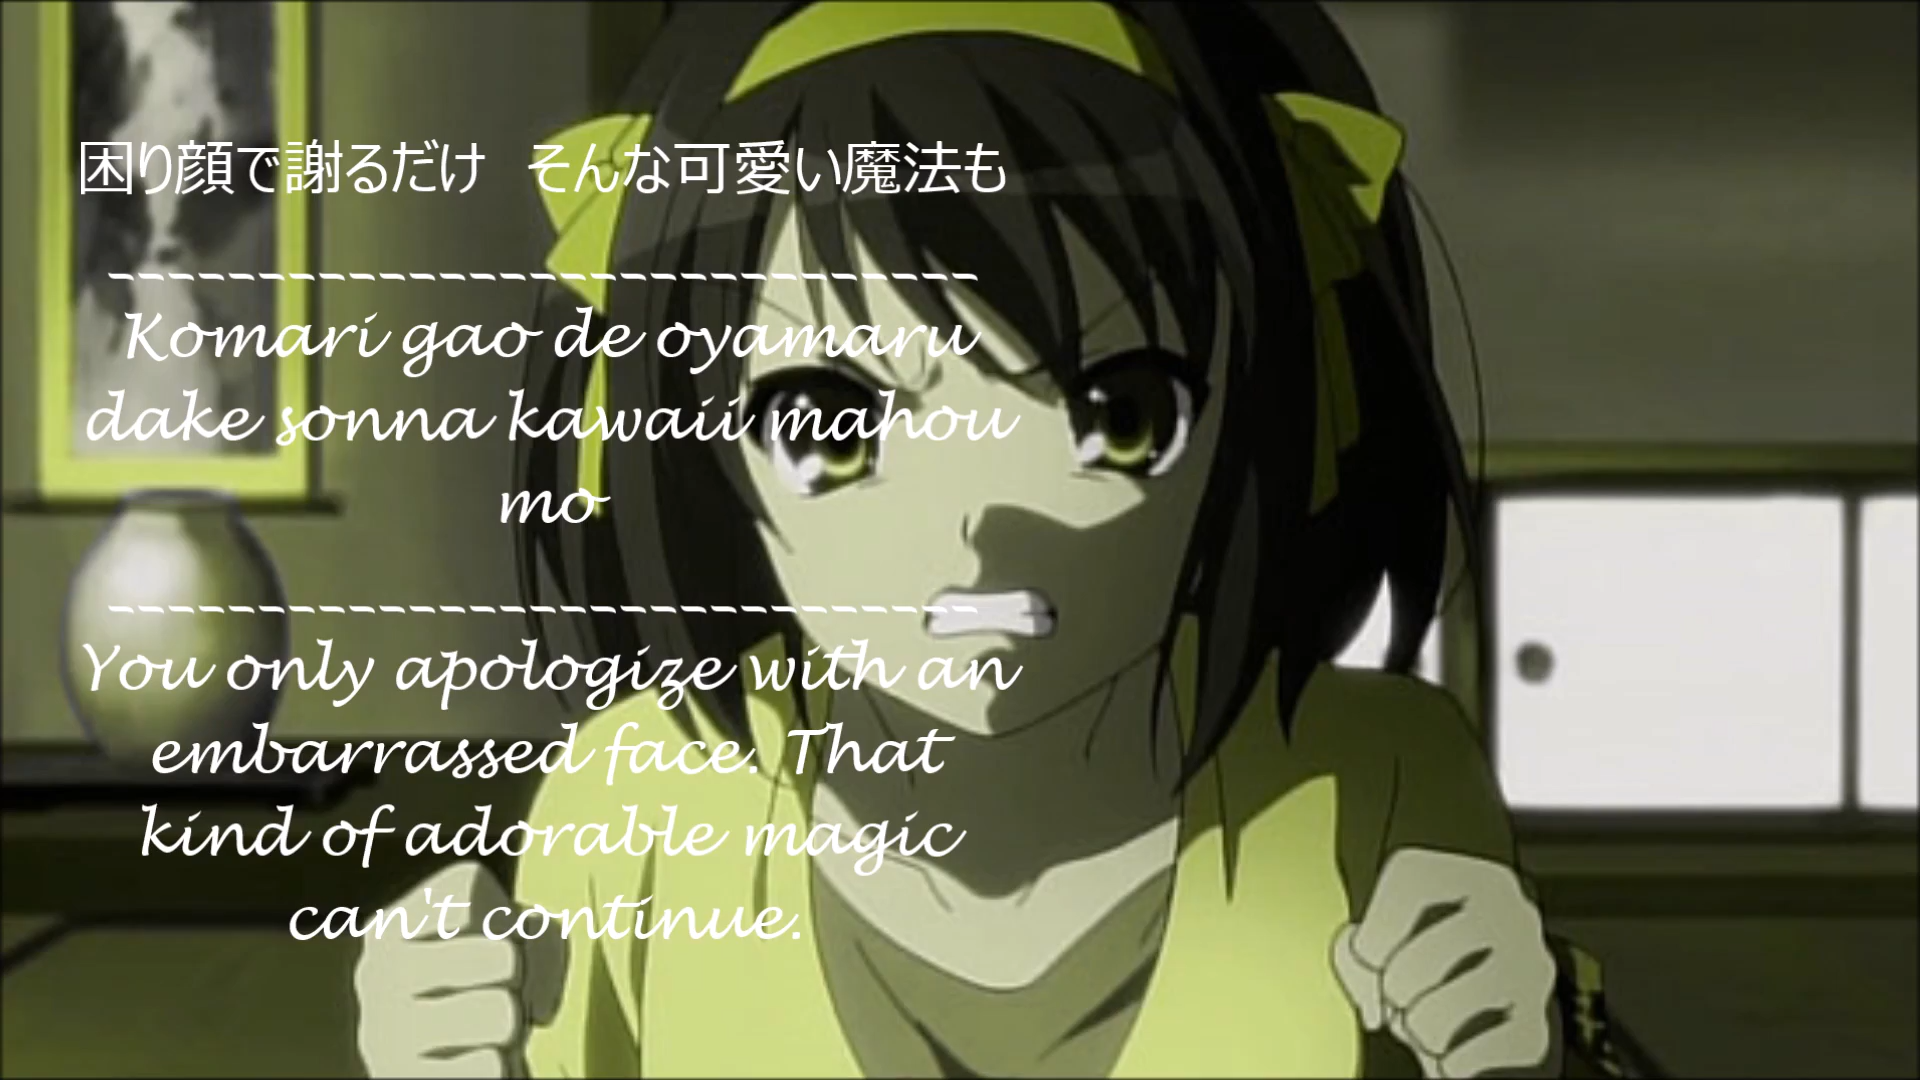 困り顔で謝るだけ　そんな可愛い魔法も
~~~~~~~~~~~~~~~~~~~~~~~~~~~~~
Komari gao de oyamaru
dake sonna kawaii mahou
mo
~~~~~~~~~~~~~~~~~~~~~~~~~~~~~
You only apologize with an
embarrassed face. That
kind of adorable magic
can't continue.